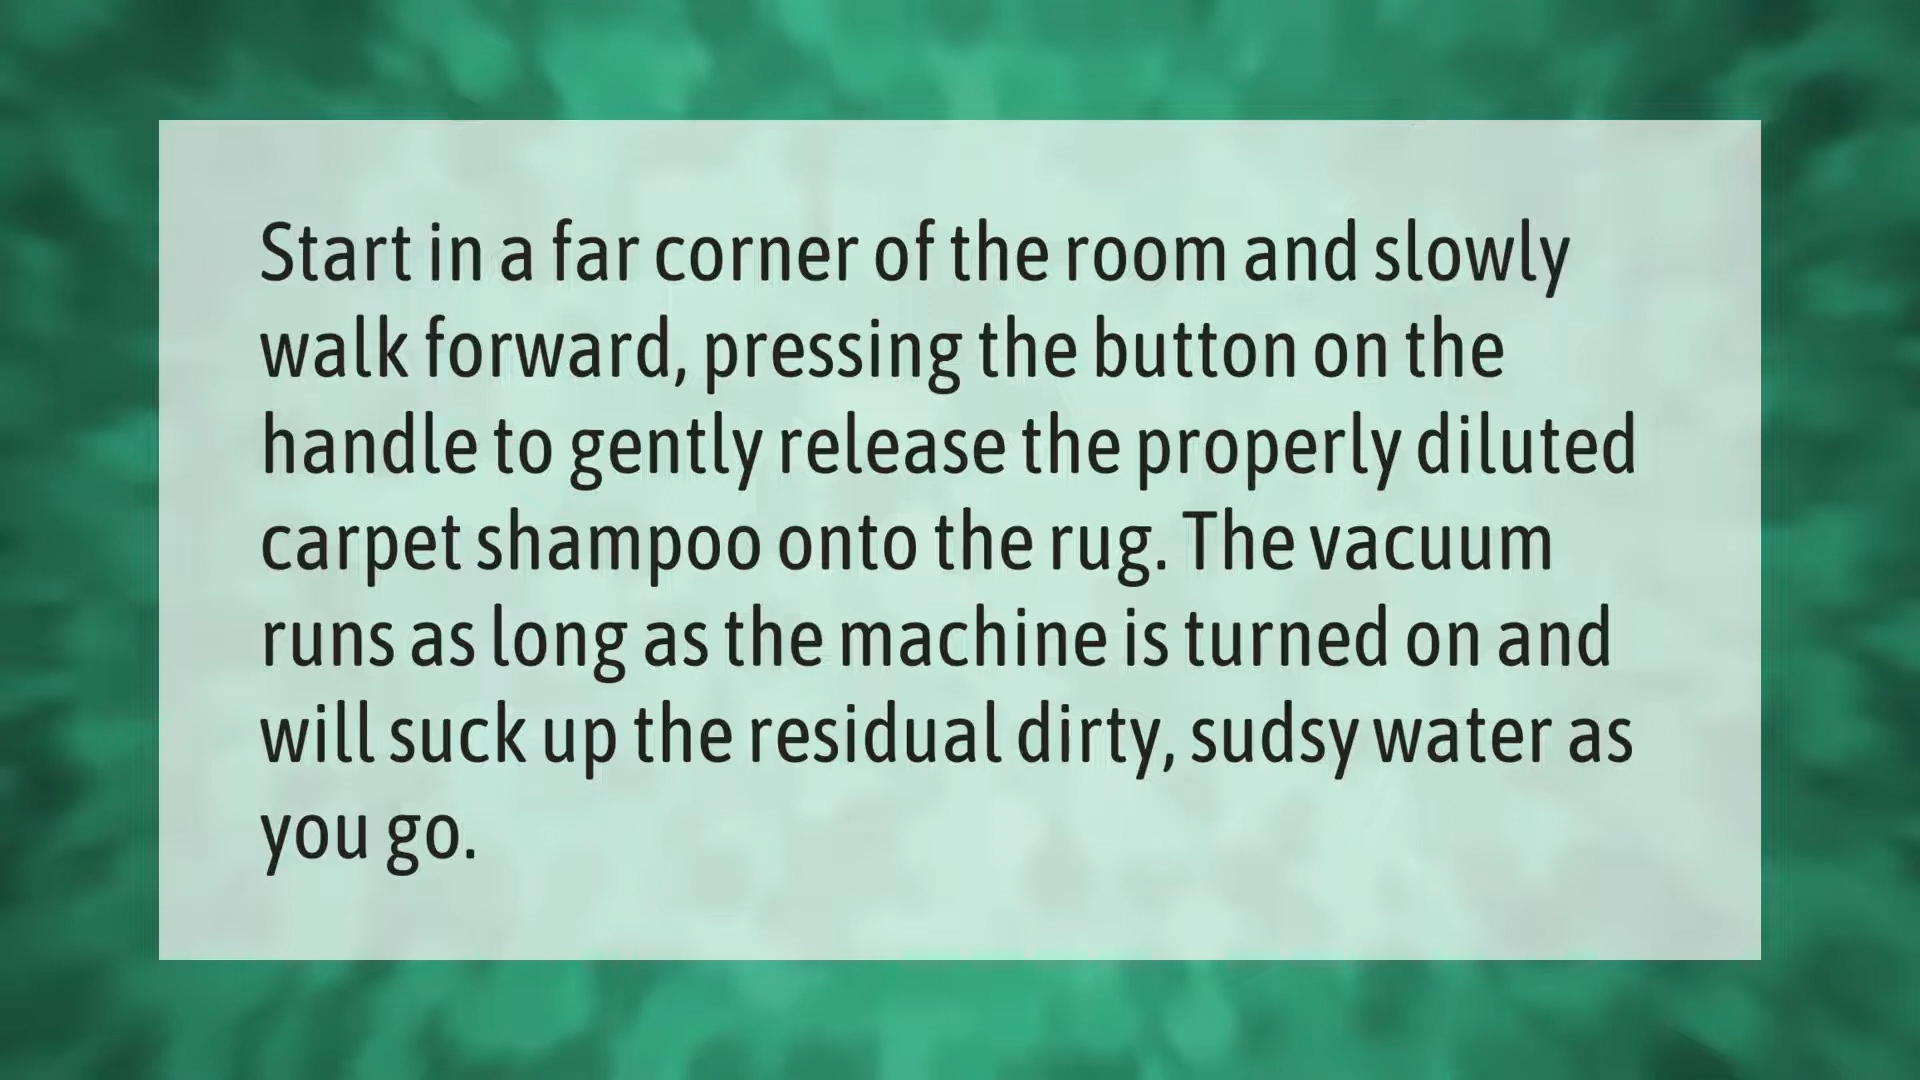 Start in a far corner of the room and slowly
walk forward, pressing the button on the
handle to gently release the properly diluted
carpet shampoo onto the rug. The vacuum
runs as long as the machine is turned on and
will suck up the residual dirty, sudsy water as
you go.